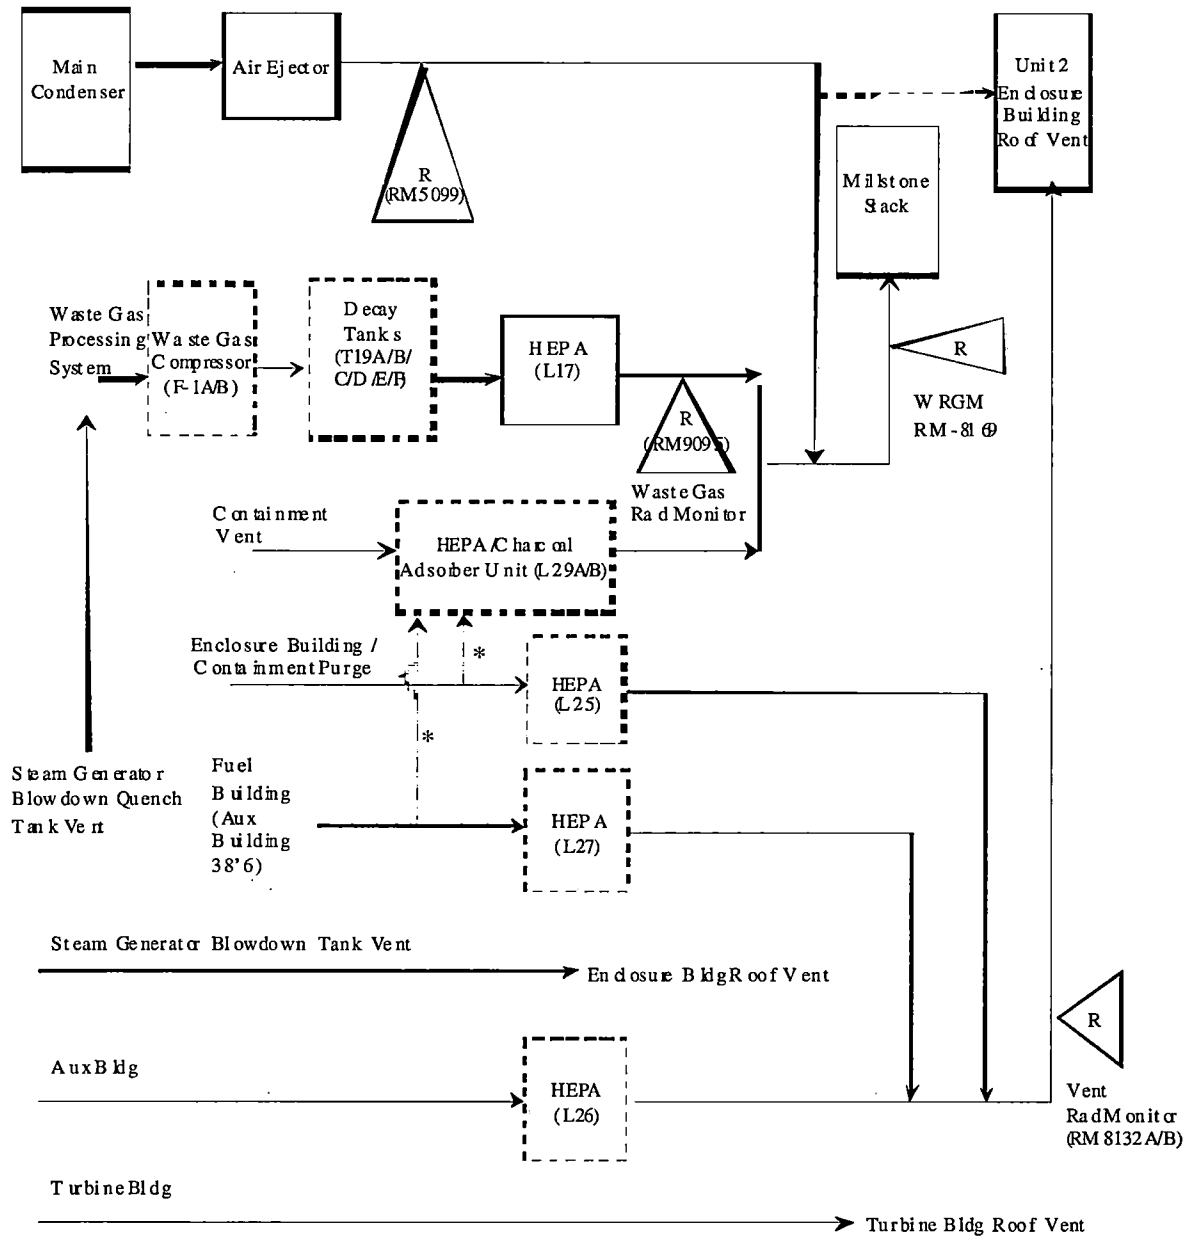 Main
Condenser
Air Ejector
Unit 2
Enclosure
Building
Roof Vent
R
(RM5099)
Millstone
Stack
Waste Gas
Processing
System
Waste Gas
Compressor
(F-1A/B)
Decay
Tanks
(T19A/B/
C/D/E/F)
HEPA
(L17)
R
(RM9095)
Waste Gas
Rad Monitor
R
WRGM
RM-8169
Containment
Vent
HEPA/Charcoal
Adsorber Unit (L29A/B)
Enclosure Building /
Containment Purge
*
HEPA
(L25)
*
Steam Generator
Blowdown Quench
Tank Vent
Fuel
Building
(Aux
Building
38'6)
HEPA
(L27)
Steam Generator Blowdown Tank Vent
Enclosure Bldg Roof Vent
R
Vent
Rad Monitor
(RM8132A/B)
Aux Bldg
HEPA
(L26)
Turbine Bldg
Turbine Bldg Roof Vent